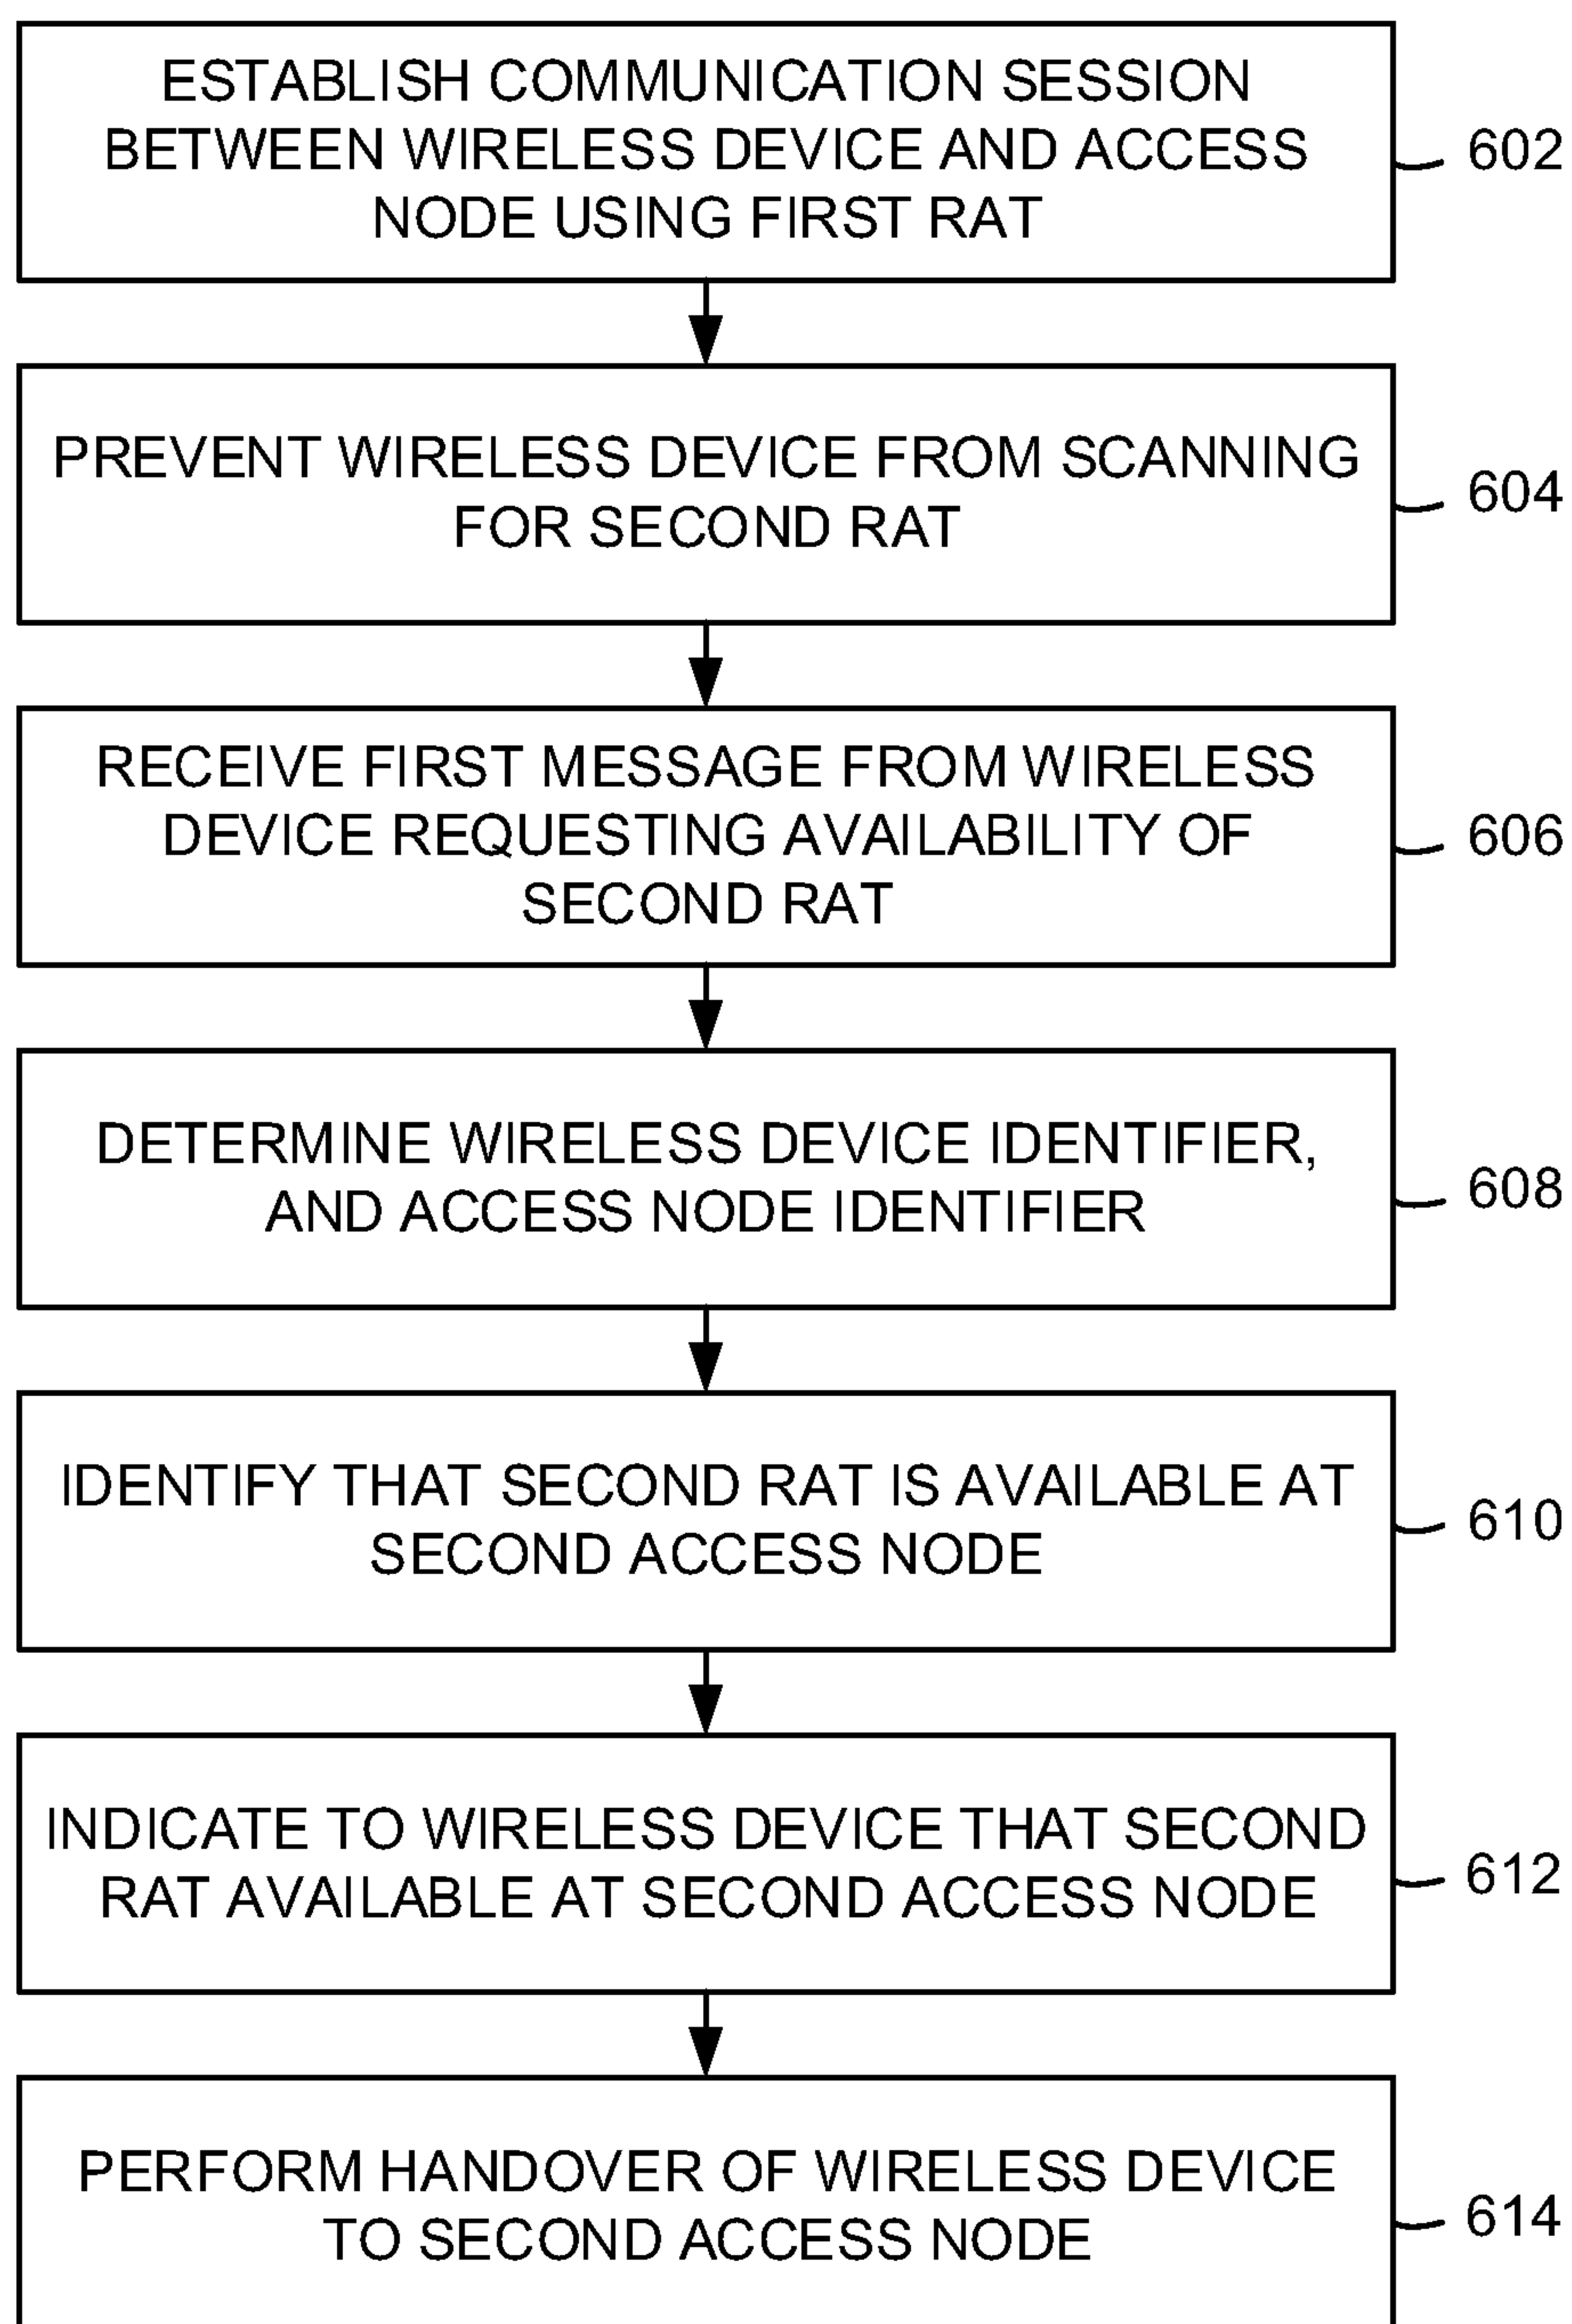 ESTABLISH COMMUNICATION SESSION
BETWEEN WIRELESS DEVICE AND ACCESS
NODE USING FIRST RAT
602
PREVENT WIRELESS DEVICE FROM SCANNING
FOR SECOND RAT
604
RECEIVE FIRST MESSAGE FROM WIRELESS
DEVICE REQUESTING AVAILABILITY OF
SECOND RAT
606
DETERMINE WIRELESS DEVICE IDENTIFIER,
AND ACCESS NODE IDENTIFIER
608
IDENTIFY THAT SECOND RAT IS AVAILABLE AT
SECOND ACCESS NODE
610
INDICATE TO WIRELESS DEVICE THAT SECOND
RAT AVAILABLE AT SECOND ACCESS NODE
612
PERFORM HANDOVER OF WIRELESS DEVICE
TO SECOND ACCESS NODE
614